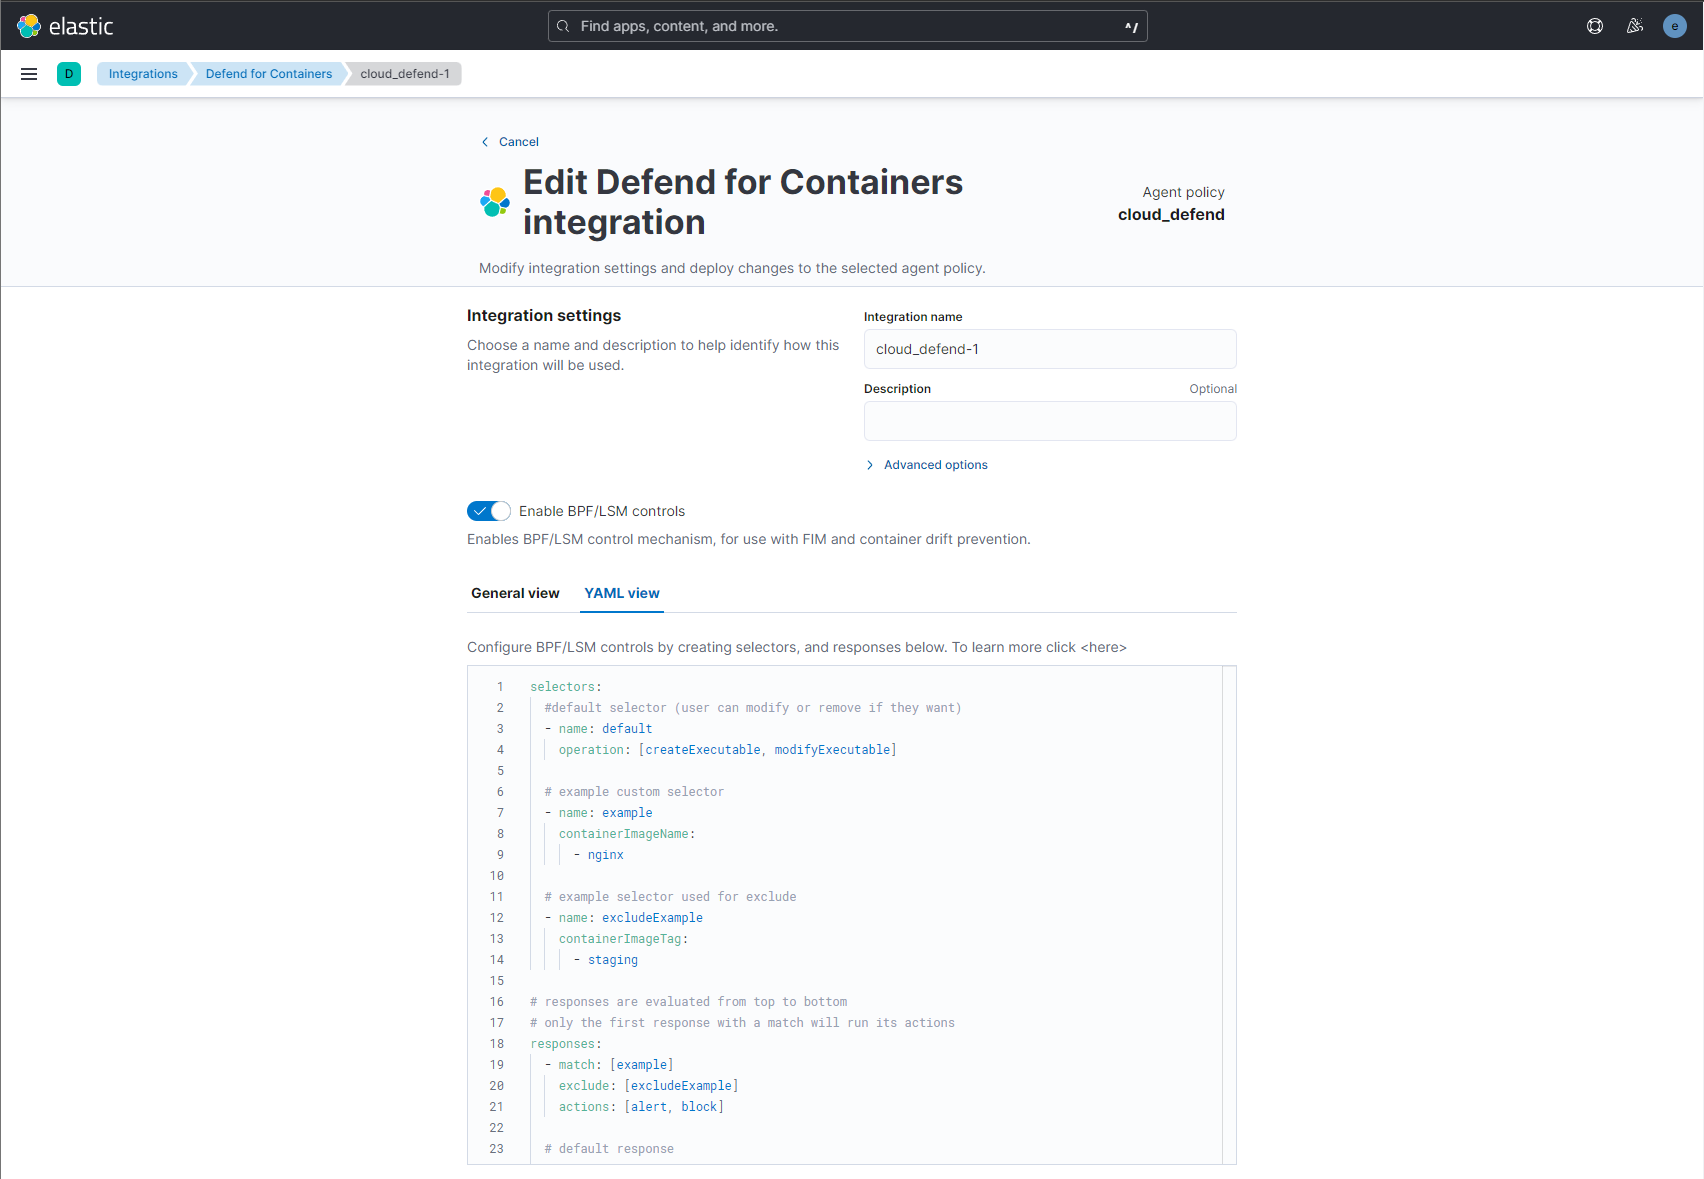 elastic
Find apps, content, and more.
^/
e
D
Integrations
Defend for Containers
cloud_defend-1
Cancel
Edit Defend for Containers
integration
Agent policy
cloud_defend
Modify integration settings and deploy changes to the selected agent policy.
Integration settings
Choose a name and description to help identify how this
integration will be used.
Integration name
cloud_defend-1
Description
Optional
Advanced options
Enable BPF/LSM controls
Enables BPF/LSM control mechanism, for use with FIM and container drift prevention.
General view
YAML view
Configure BPF/LSM controls by creating selectors, and responses below. To learn more click <here>
1 selectors:
2 #default selector (user can modify or remove if they want)
3 - name: default
4 operation: [createExecutable, modifyExecutable]
5
6 # example custom selector
7 - name: example
8 containerImageName:
9 - nginx
10
11 # example selector used for exclude
12 - name: excludeExample
13 containerImageTag:
14 - staging
15
16 # responses are evaluated from top to bottom
17 # only the first response with a match will run its actions
18 responses:
19 - match: [example]
20 exclude: [excludeExample]
21 actions: [alert, block]
22
23 # default response